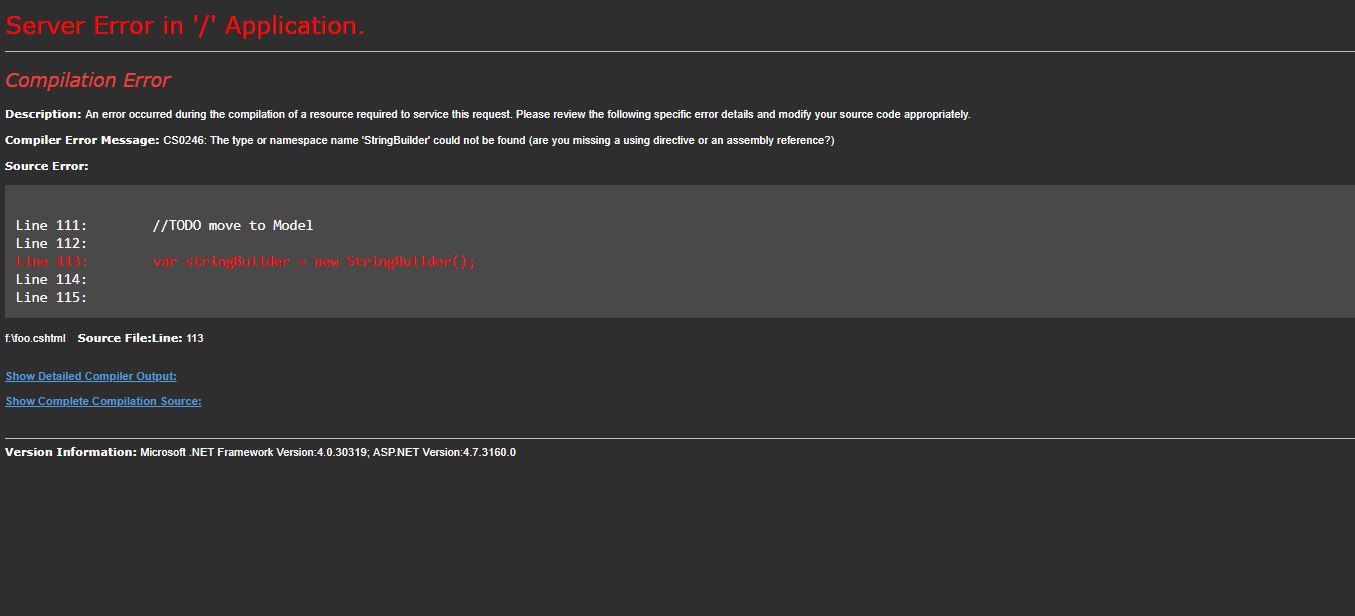 Server Error in '/' Application.
Compilation Error
Description: An error occurred during the compilation of a resource required to service this request. Please review the following specific error details and modify your source code appropriately.
Compiler Error Message: CS0246: The type or namespace name 'StringBuilder' could not be found (are you missing a using directive or an assembly reference?)
Source Error:
Line 111:        //TODO move to Model
Line 112:
Line 113:        var stringBuilder = new StringBuilder();
Line 114:
Line 115:
f:\foo.cshtml    Source File:Line: 113
Show Detailed Compiler Output:
Show Complete Compilation Source:
Version Information: Microsoft .NET Framework Version:4.0.30319; ASP.NET Version:4.7.3160.0